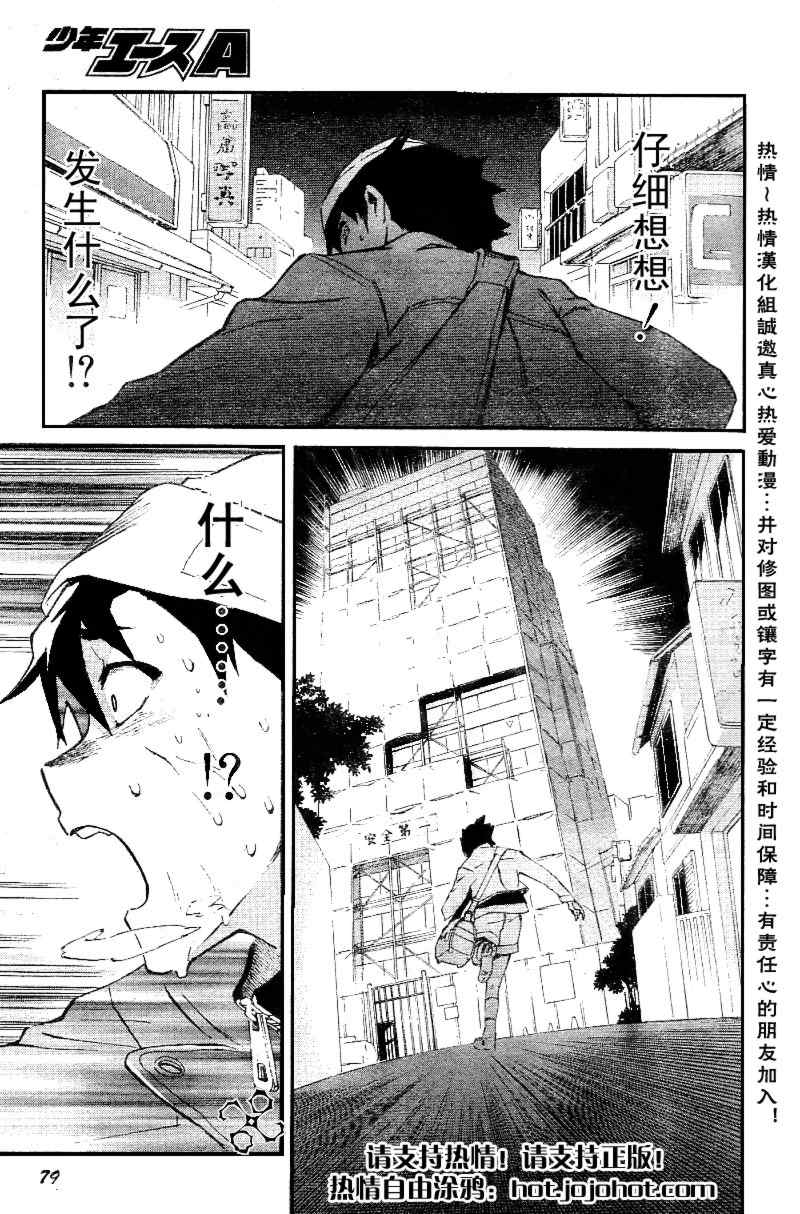 少年エースA
仔细想想！
发生什么了!?
高庸写真
什么……
!?
安全第一
热情~热情漢化組誠邀真心热爱動漫…并对修图或镶字有一定经验和时间保障…有责任心的朋友加入！
请支持热情！请支持正版！
热情自由涂鸦：hot.jojohot.com
79